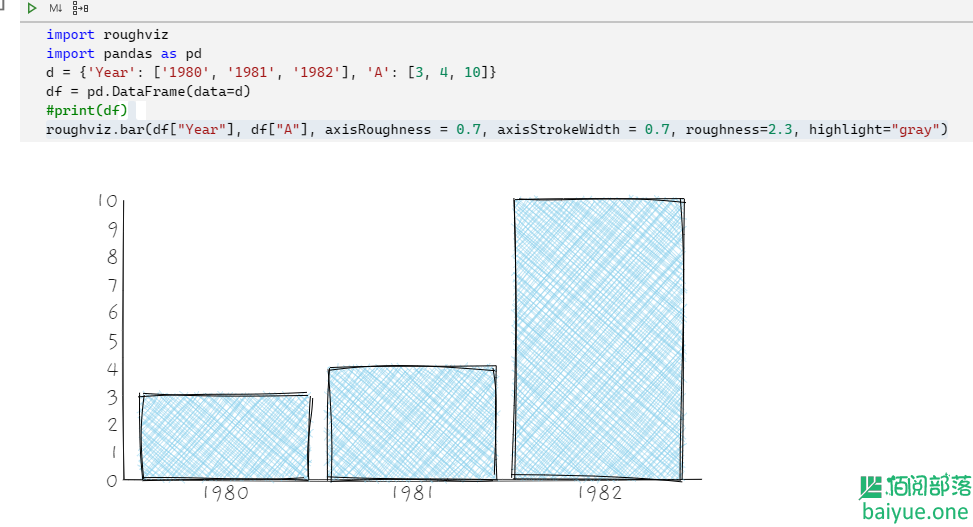 M↓
import roughviz
import pandas as pd
d = {'Year': ['1980', '1981', '1982'], 'A': [3, 4, 10]}
df = pd.DataFrame(data=d)
#print(df)
roughviz.bar(df["Year"], df["A"], axisRoughness = 0.7, axisStrokeWidth = 0.7, roughness=2.3, highlight="gray")
10
9
8
7
6
5
4
3
2
1
0
1980 1981 1982
佰阅部落
baiyue.one